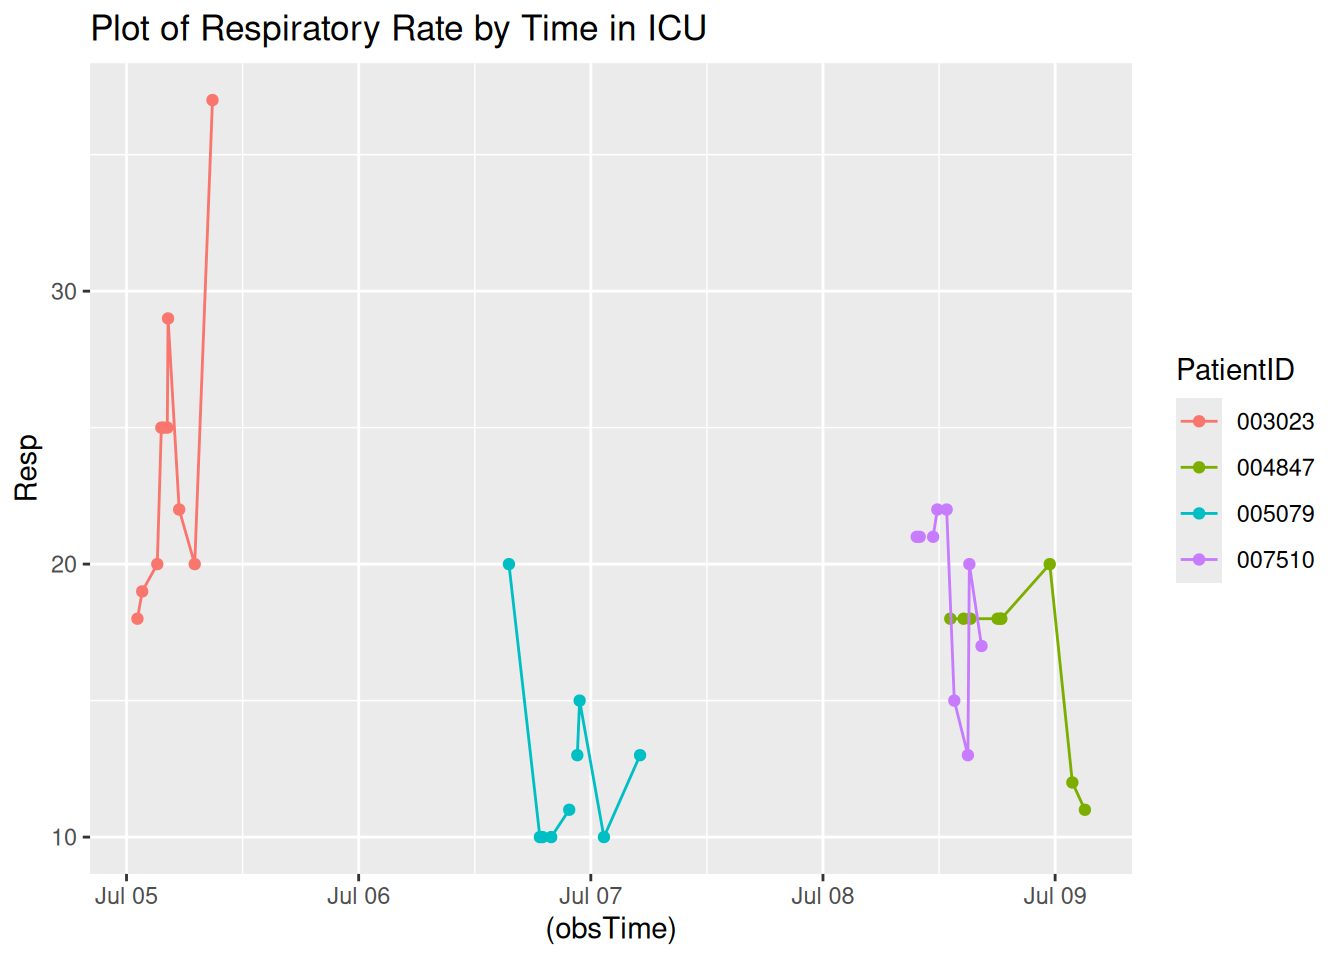 Plot of Respiratory Rate by Time in ICU
Resp
30
20
10
Jul 05
Jul 06
Jul 07
Jul 08
Jul 09
(obsTime)
PatientID
003023
004847
005079
007510